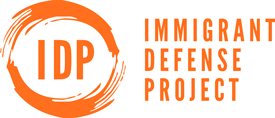 IDP
IMMIGRANT
DEFENSE
PROJECT